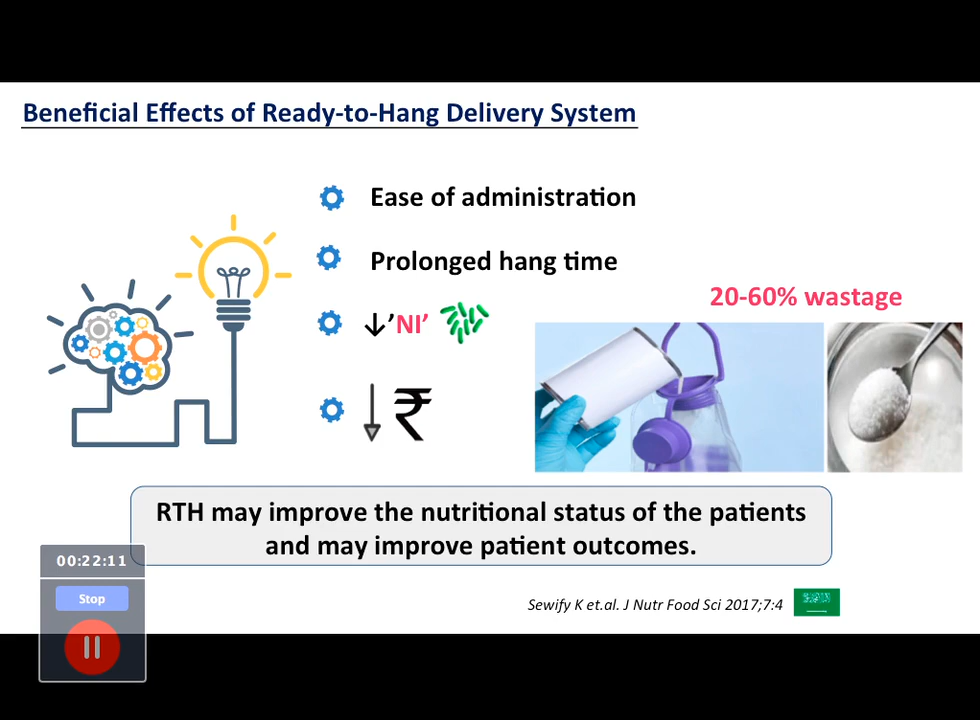 Beneficial Effects of Ready-to-Hang Delivery System
Ease of administration
Prolonged hang time
↓’NI’
↓ ₹
20-60% wastage
RTH may improve the nutritional status of the patients
and may improve patient outcomes.
00:22:11
Stop
Sewify K et.al. J Nutr Food Sci 2017;7:4